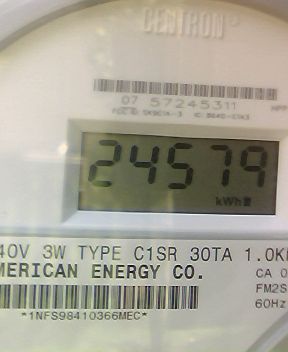 CENTRON
07 57245311
24579
kWh
40V 3W TYPE C1SR 30TA 1.0K
MERICAN ENERGY CO.
CA 0
FM2S
60Hz
*1NFS98410366MEC*